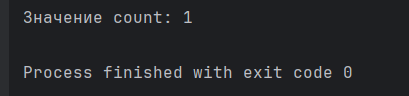 Значение count: 1
Process finished with exit code 0